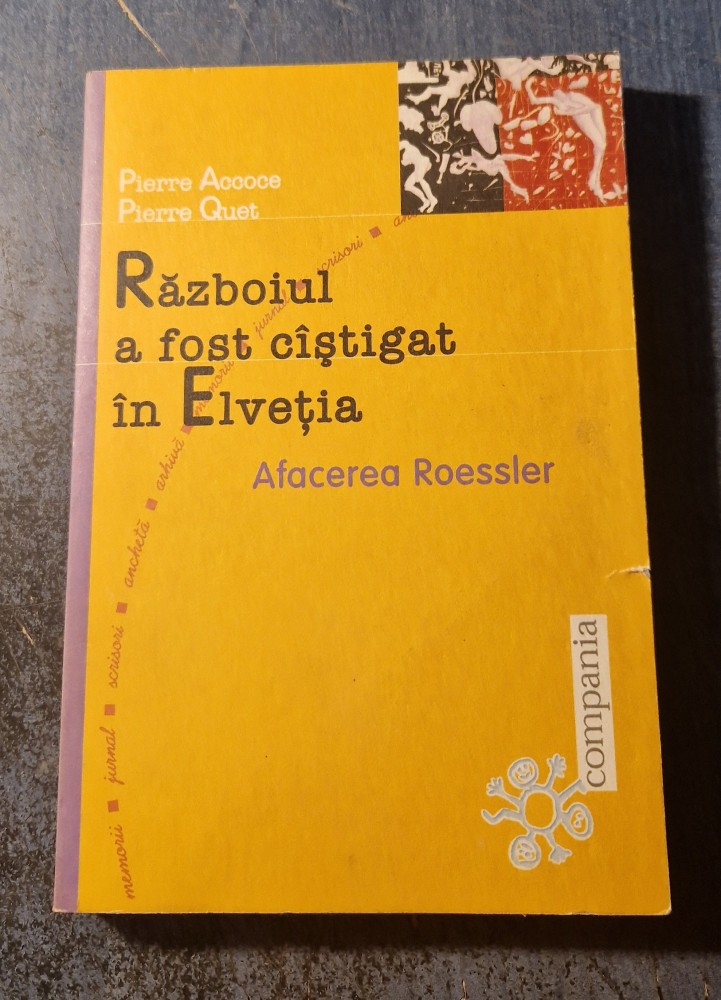 Pierre Accoce
Pierre Quet
Războiul
a fost cîştigat
în Elveţia
Afacerea Roessler
memorii ■ jurnal ■ scrisori ■ anchetă ■ arhivă ■ memorii ■ jurnal ■ scrisori ■
compania